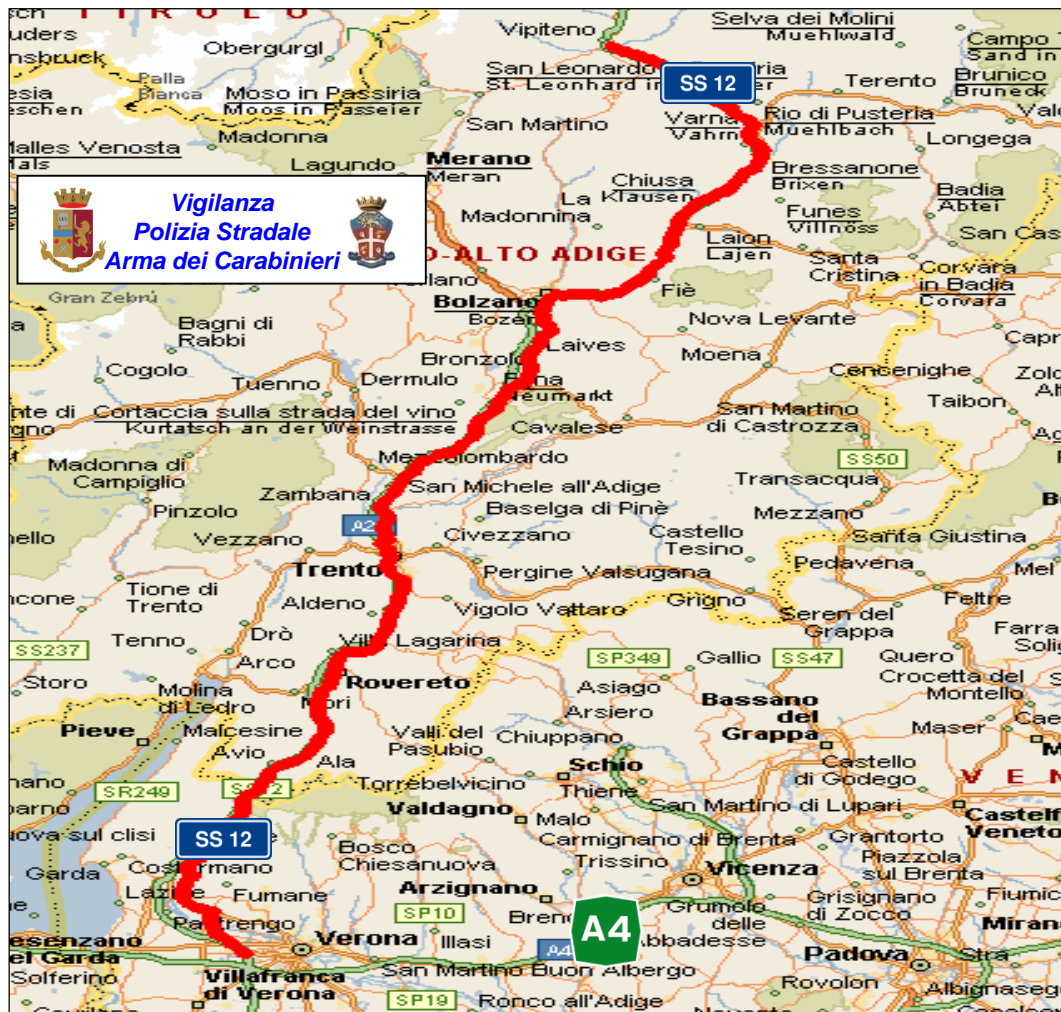 TIROLO
Vipiteno
Selva dei Molini
Muehlwald
Obergurgl
Campo
Sand in
San Leonardo
St. Leonhard in
SS 12
Terento
Brunico
Bruneck
Moso in Passiria
Moos in Passeier
Rio di Pusteria
Muehlbach
Madonna
San Martino
Varna
Vahrn
Longega
Malles Venosta
Mals
Lagundo
Merano
Meran
Chiusa
Klausen
Bressanone
Brixen
Badia
Abtei
La
Madonnina
Funes
Villnoss
San Cas
Vigilanza
Polizia Stradale
Arma dei Carabinieri
O-ALTO ADIGE
Laion
Lajen
Santa
Cristina
Corvara
in Badia
Corvara
Gran Zebrù
Bolzano
Bozen
Fiè
Nova Levante
Bagni di
Rabbi
Laives
Bronzolo
Moena
Cogolo
Tuenno
Dermulo
Neumarkt
Cencenighe
Cortaccia sulla strada del vino
Kurtatsch an der Weinstrasse
Cavalese
San Martino
di Castrozza
Taibon
Madonna di
Campiglio
SS50
Zambana
San Michele all'Adige
Transacqua
Pinzolo
Baselga di Pinè
Mezzano
Vezzano
Civezzano
Castello
Tesino
Santa Giustina
Trento
Pergine Valsugana
Pedavena
Mel
Tione di
Trento
Aldeno
Vigolo Vattaro
Grigno
Feltre
Seren del
Grappa
Tenno
Drò
Lagarina
Farra
SS237
Arco
SP349
Gallio
SS47
Quero
Storo
Rovereto
Crocetta del
Montello
Molina
di Ledro
Mori
Asiago
Bassano
del
Grappa
Arsiero
Pieve
Malcesine
Valli del
Pasubio
Chiuppano
Maser
Avio
Ala
Castello
di Godego
Torrebelvicino
Schio
Thiene
SR249
Valdagno
San Martino di Lupari
Castelf
Veneto
Malo
SS 12
Bosco
Chiesanuova
Carmignano di Brenta
Grantorto
Trissino
Piazzola
sul Brenta
Garda
Vicenza
Fumane
Arzignano
Grisignano
di Zocco
SP10
Grumolo
delle
Abbadesse
Verona
Illasi
A4
Padova
Stra
Solferino
Villafranca
di Verona
San Martino Buon Albergo
SP19
Ronco all'Adige
Rovolon
Albignaseg